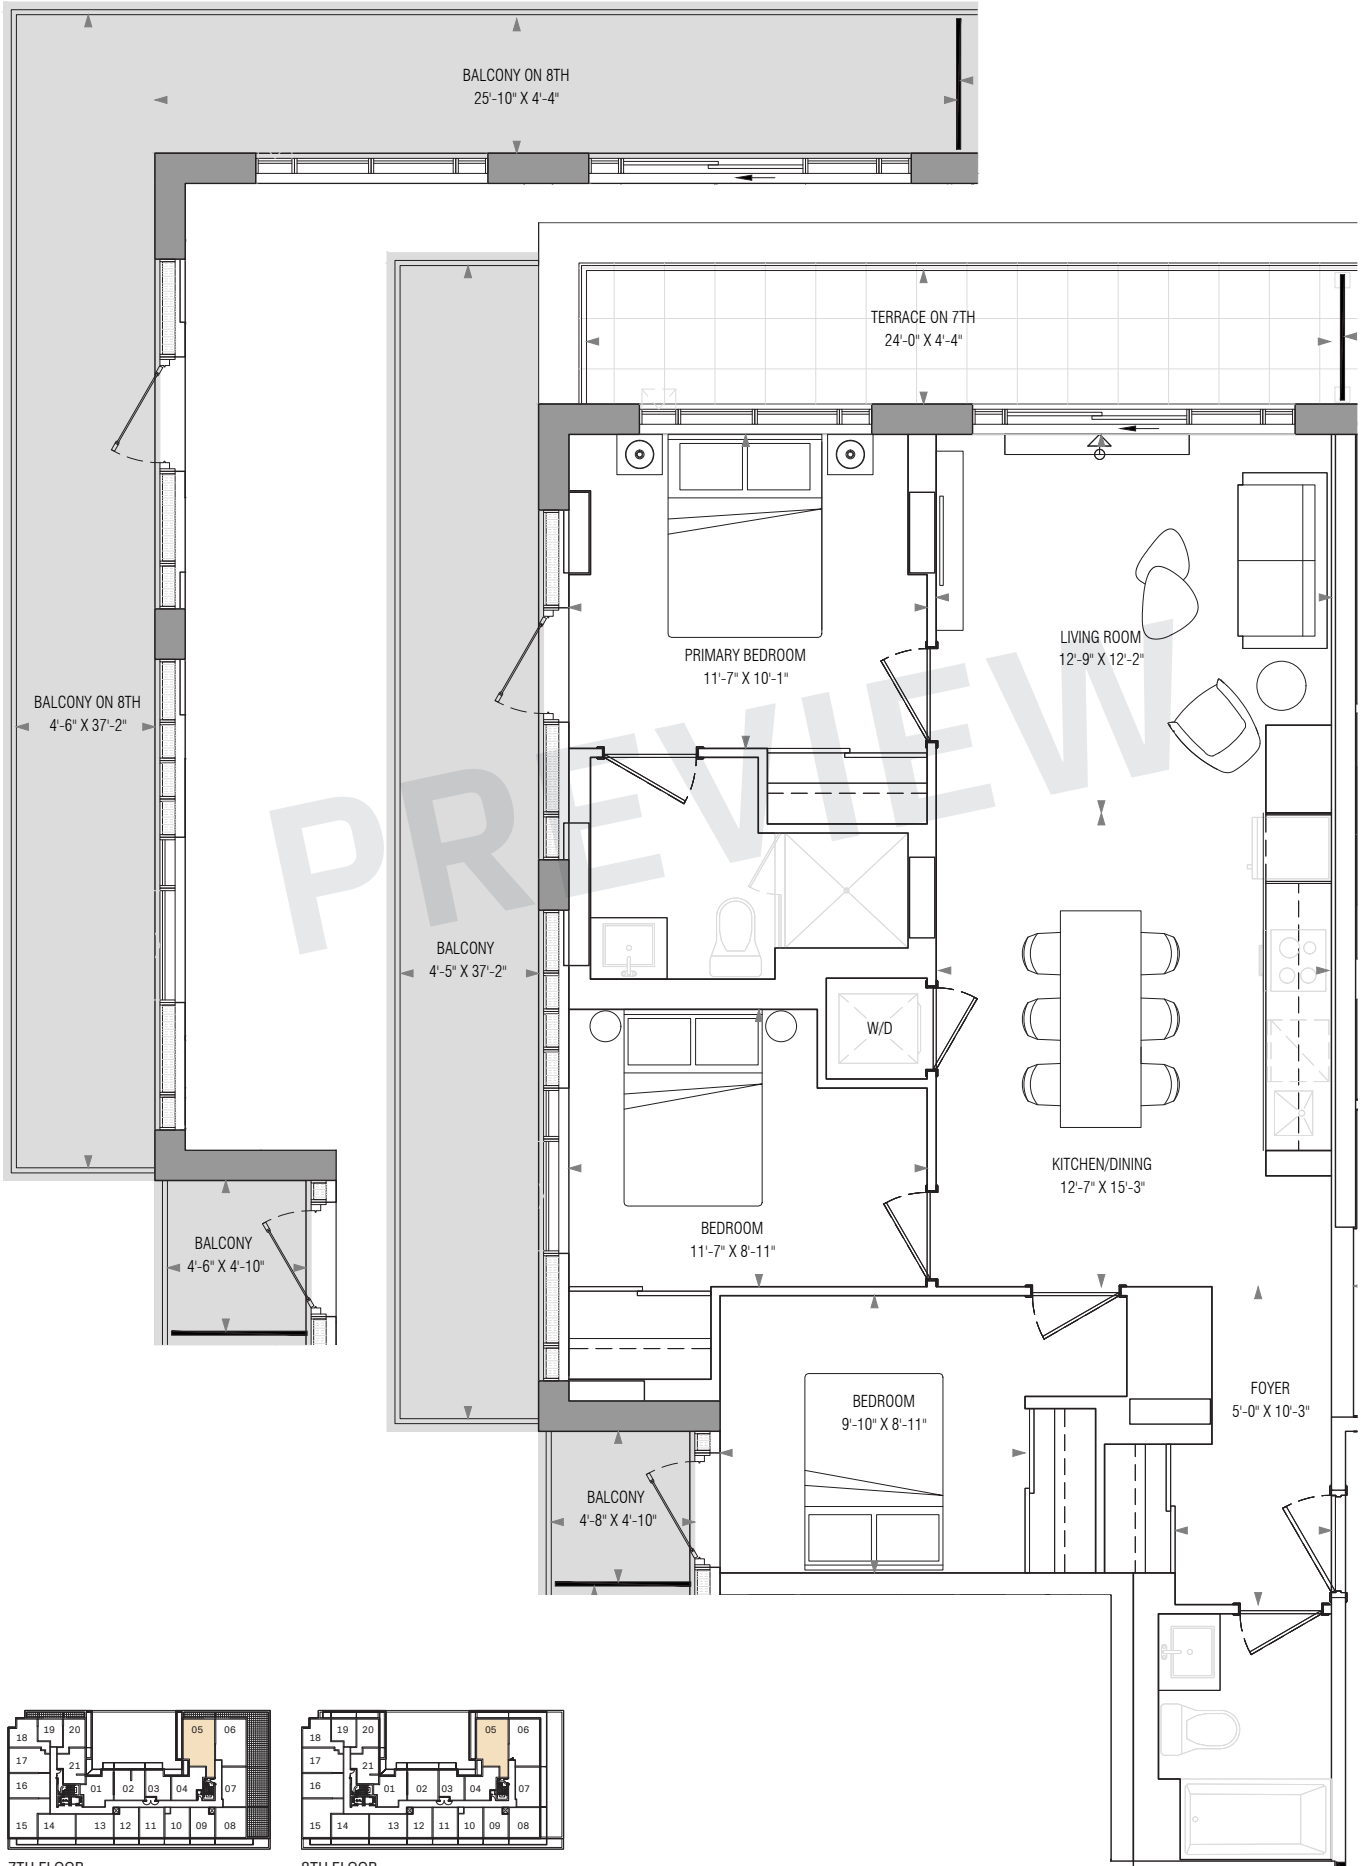 BALCONY ON 8TH
25'-10" X 4'-4"
TERRACE ON 7TH
24'-0" X 4'-4"
LIVING ROOM
12'-9" X 12'-2"
PRIMARY BEDROOM
11'-7" X 10'-1"
BALCONY ON 8TH
4'-6" X 37'-2"
PREVIEW
BALCONY
4'-5" X 37'-2"
W/D
KITCHEN/DINING
12'-7" X 15'-3"
BEDROOM
11'-7" X 8'-11"
BALCONY
4'-6" X 4'-10"
FOYER
5'-0" X 10'-3"
BEDROOM
9'-10" X 8'-11"
BALCONY
4'-8" X 4'-10"
18 19 20 05 06
17 21
16 01 02 03 04 07
15 14 13 12 11 10 09 08
7TH FLOOR
18 19 20 05 06
17 21
16 01 02 03 04 07
15 14 13 12 11 10 09 08
8TH FLOOR